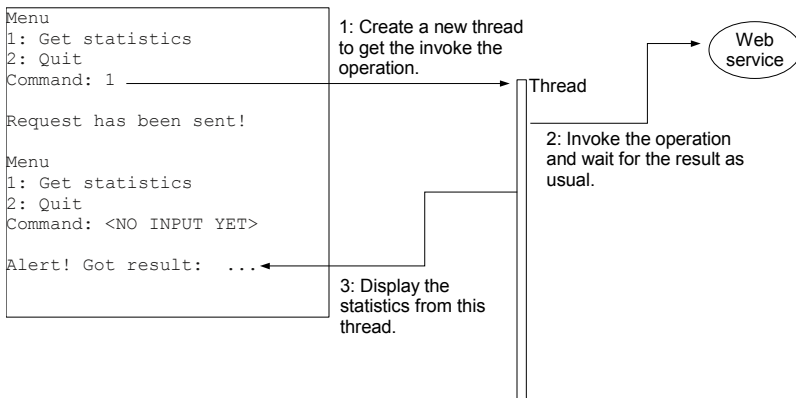 Menu
1: Get statistics
2: Quit
Command: 1
Request has been sent!
Menu
1: Get statistics
2: Quit
Command: <NO INPUT YET>
Alert! Got result:  ...
1: Create a new thread
to get the invoke the
operation.
Thread
Web
service
2: Invoke the operation
and wait for the result as
usual.
3: Display the
statistics from this
thread.